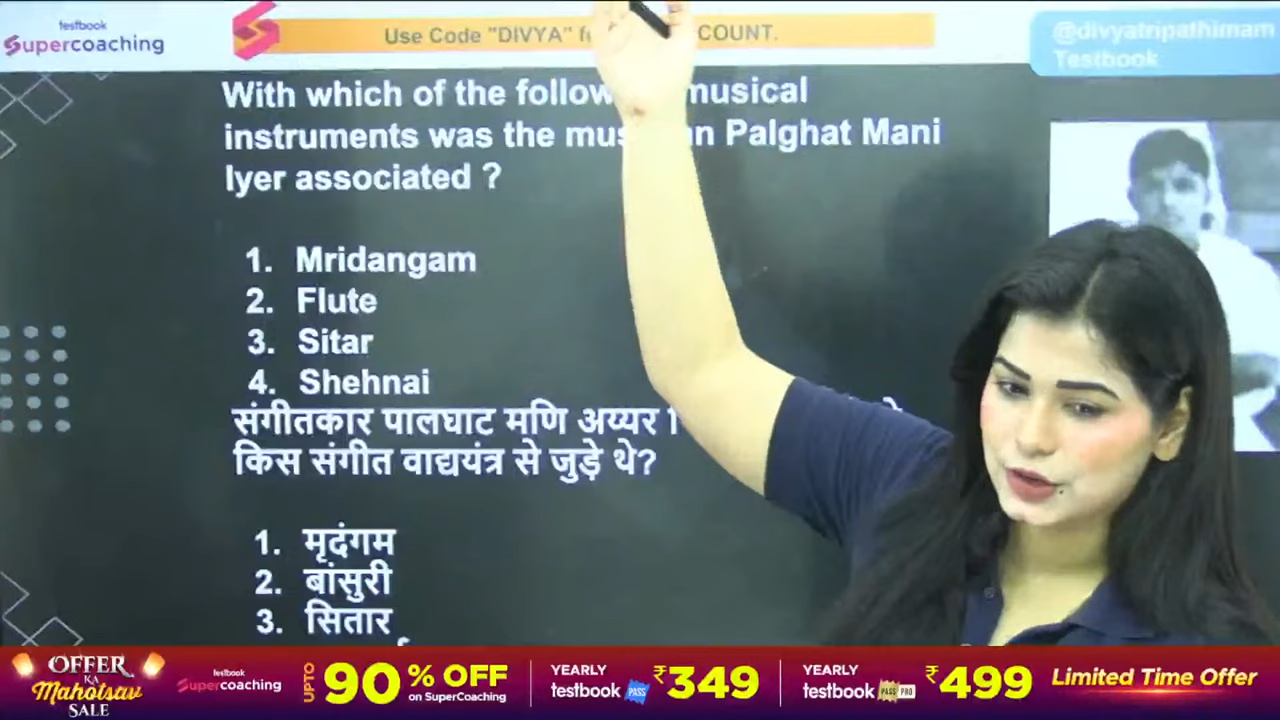 testbook
Supercoaching
Use Code "DIVYA" f COUNT.
@divyatripathimam
Testbook
With which of the follow musical
instruments was the mus n Palghat Mani
Iyer associated ?
1. Mridangam
2. Flute
3. Sitar
4. Shehnai
संगीतकार पालघाट मणि अय्यर
किस संगीत वाद्ययंत्र से जुड़े थे?
1. मृदंगम
2. बांसुरी
3. सितार
OFFER
KA
Mahotsav
SALE
testbook
Supercoaching
UPTO 90% OFF
on SuperCoaching
YEARLY
testbook PASS
₹349
YEARLY
testbook PASS PRO
₹499
Limited Time Offer